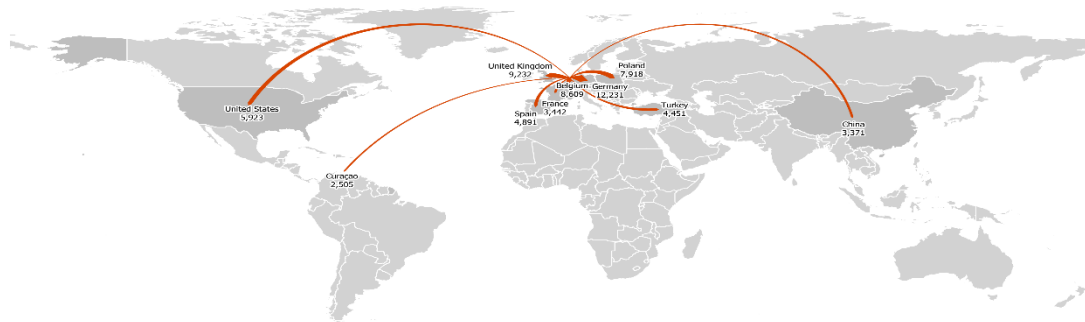 United Kingdom
9,232
Poland
7,918
Belgium
8,609
Germany
12,231
France
3,442
Spain
4,891
Turkey
4,451
United States
5,923
China
3,371
Curaçao
2,505